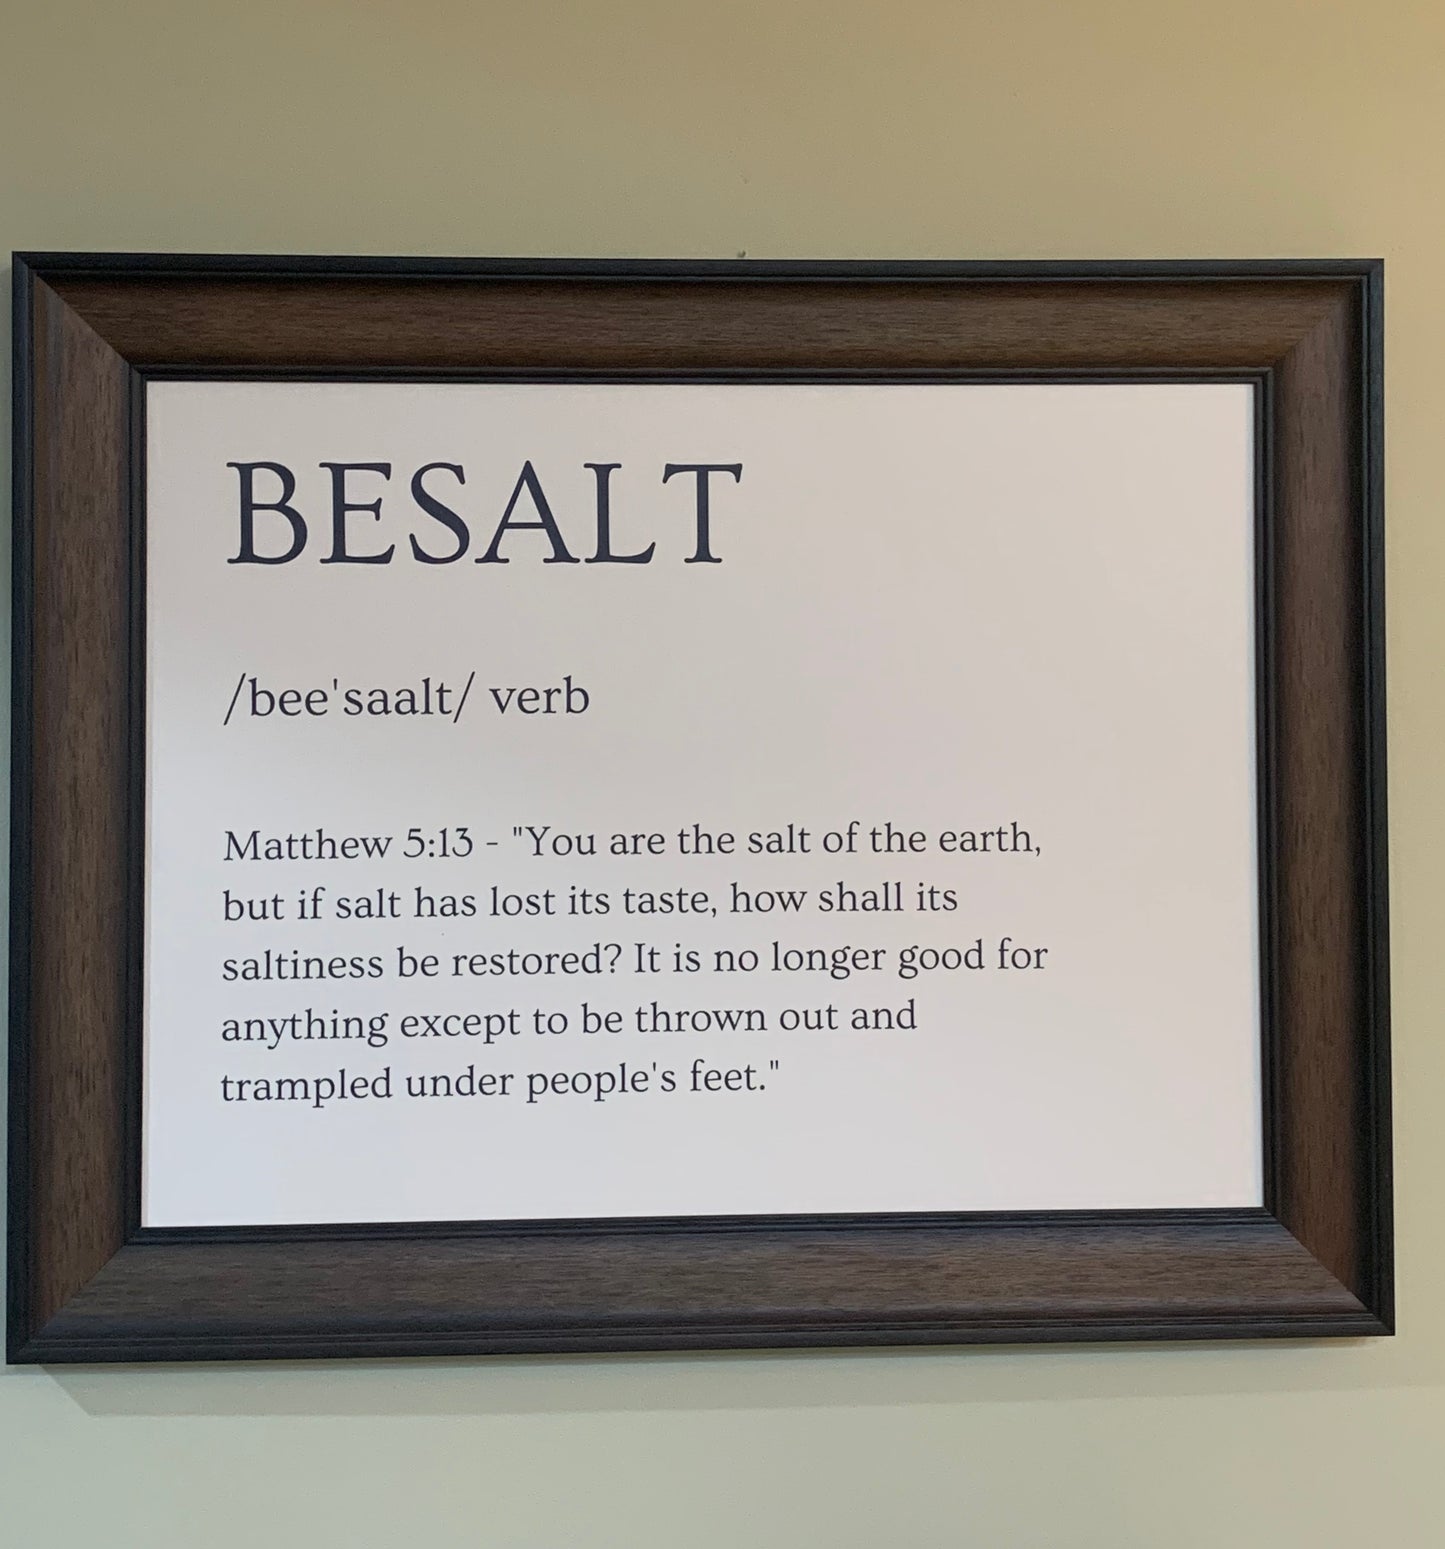 BESALT
/bee'saalt/ verb
Matthew 5:13 - "You are the salt of the earth,
but if salt has lost its taste, how shall its
saltiness be restored? It is no longer good for
anything except to be thrown out and
trampled under people's feet."